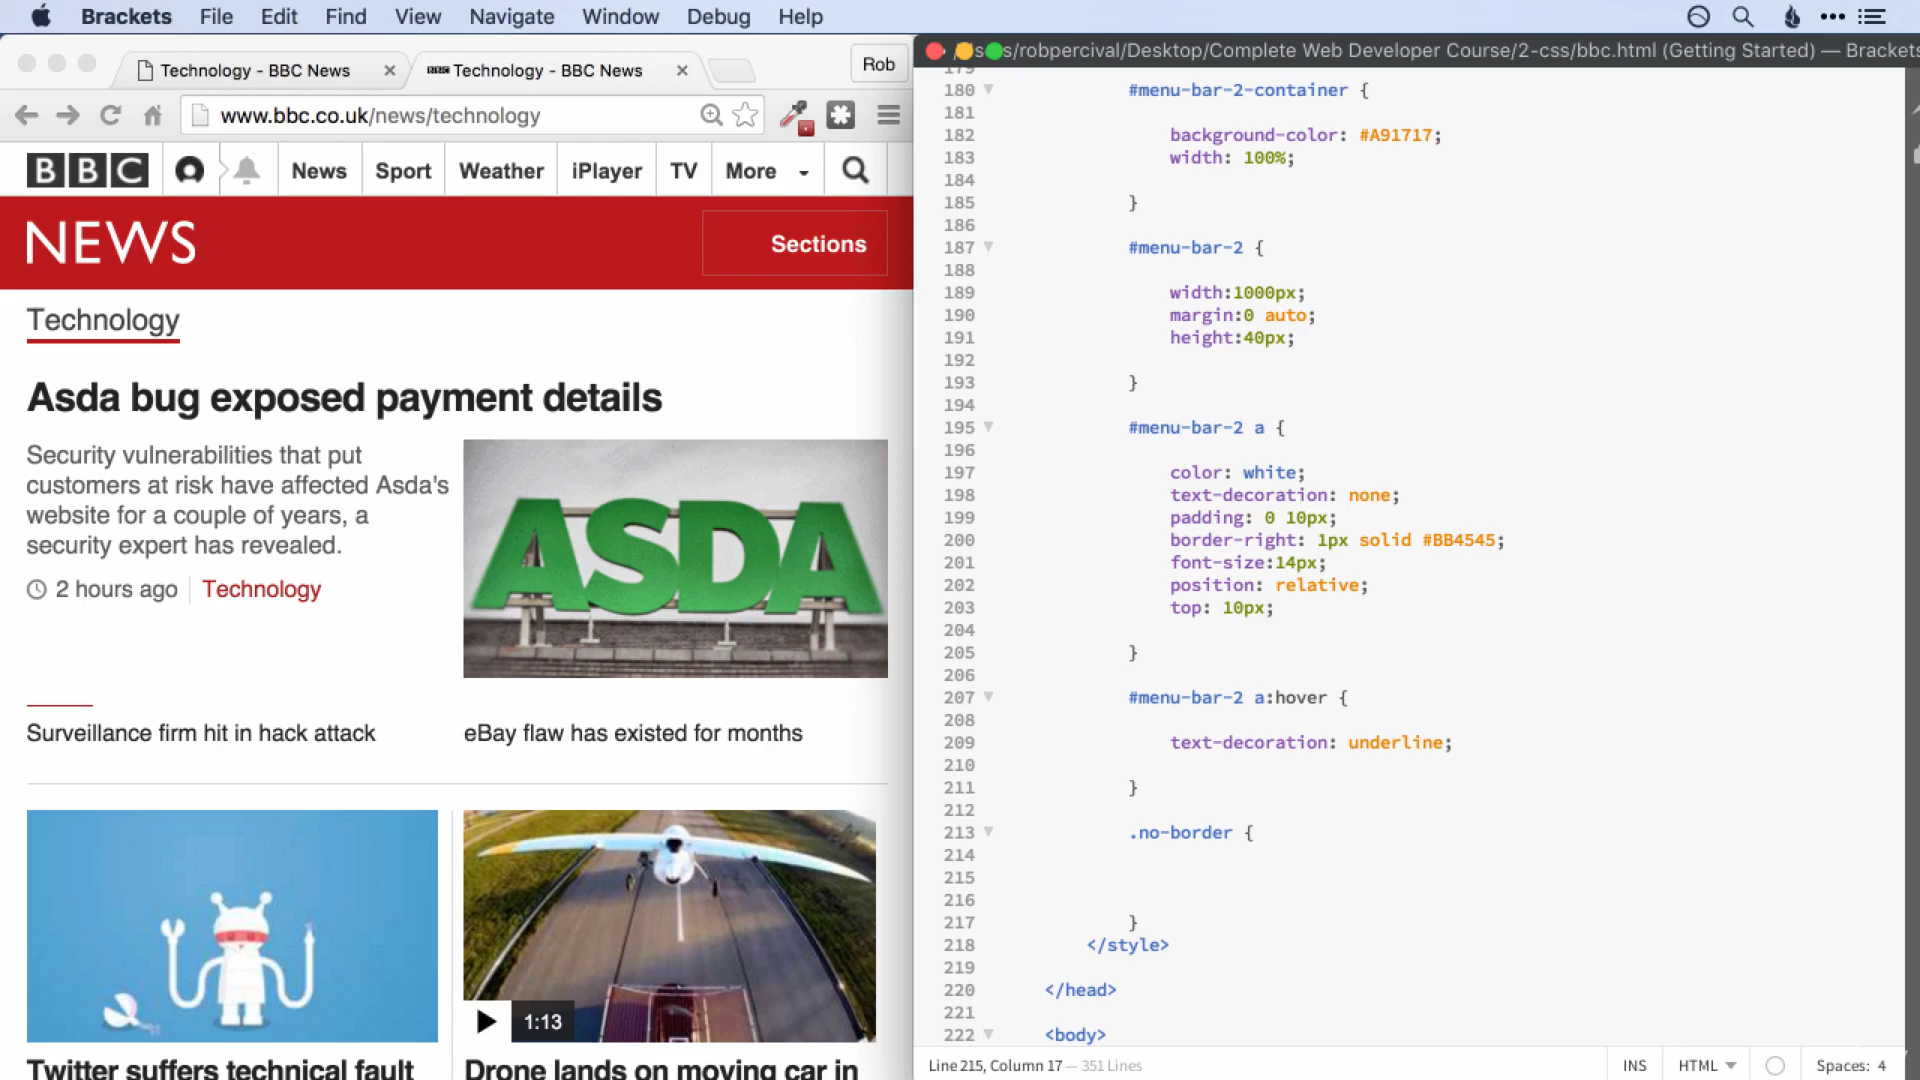 Brackets File Edit Find View Navigate Window Debug Help
Technology - BBC News
BBC Technology - BBC News
Rob
www.bbc.co.uk/news/technology
BBC News Sport Weather iPlayer TV More
NEWS
Sections
Technology
Asda bug exposed payment details
Security vulnerabilities that put
customers at risk have affected Asda's
website for a couple of years, a
security expert has revealed.
2 hours ago Technology
ASDA
Surveillance firm hit in hack attack
eBay flaw has existed for months
1:13
Twitter suffers technical fault
Drone lands on moving car in
s/robpercival/Desktop/Complete Web Developer Course/2-css/bbc.html (Getting Started) — Brackets
179
180 #menu-bar-2-container {
181
182 background-color: #A91717;
183 width: 100%;
184
185 }
186
187 #menu-bar-2 {
188
189 width:1000px;
190 margin:0 auto;
191 height:40px;
192
193 }
194
195 #menu-bar-2 a {
196
197 color: white;
198 text-decoration: none;
199 padding: 0 10px;
200 border-right: 1px solid #BB4545;
201 font-size:14px;
202 position: relative;
203 top: 10px;
204
205 }
206
207 #menu-bar-2 a:hover {
208
209 text-decoration: underline;
210
211 }
212
213 .no-border {
214
215
216
217 }
218 </style>
219
220 </head>
221
222 <body>
Line 215, Column 17 — 351 Lines
INS HTML Spaces: 4